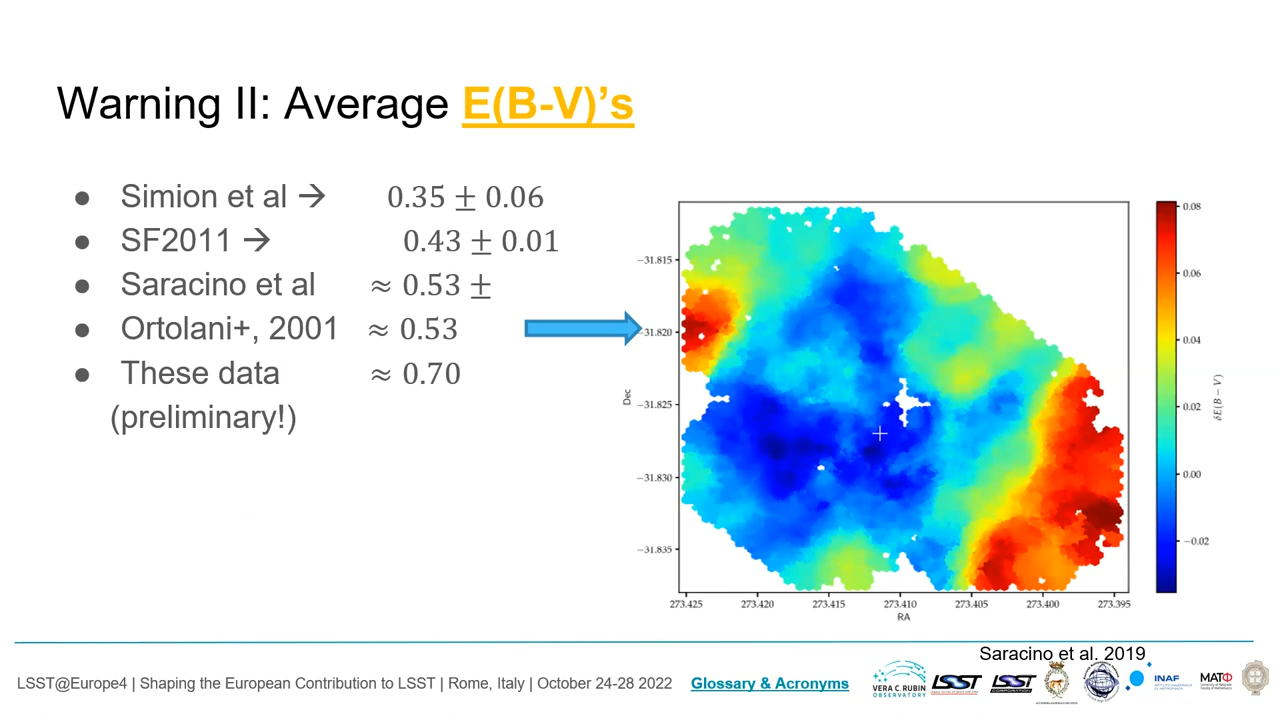 Warning II: Average E(B-V)’s
● Simion et al → 0.35 ± 0.06
● SF2011 → 0.43 ± 0.01
● Saracino et al ≈ 0.53 ±
● Ortolani+, 2001 ≈ 0.53
● These data ≈ 0.70
(preliminary!)
−31.815
−31.820
−31.825
−31.830
−31.835
Dec
273.425 273.420 273.415 273.410 273.405 273.400 273.395
RA
0.08
0.06
0.04
0.02
0.00
−0.02
δE(B − V)
Saracino et al. 2019
LSST@Europe4 | Shaping the European Contribution to LSST | Rome, Italy | October 24-28 2022 Glossary & Acronyms
VERA C. RUBIN
OBSERVATORY
LSST
LSST
CORPORATION
INAF
MATF